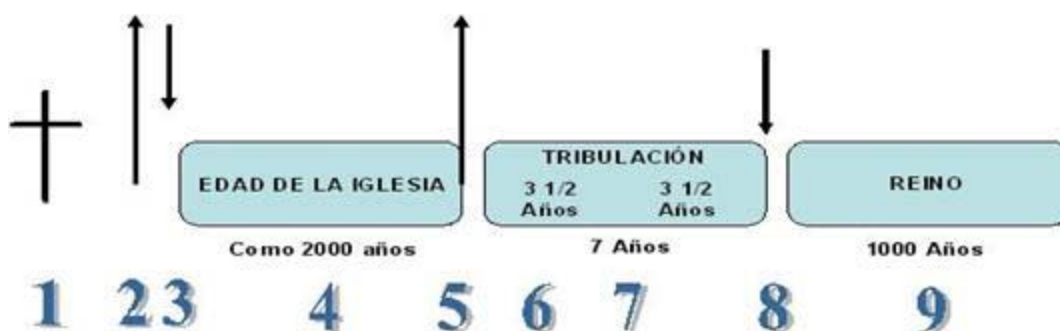 EDAD DE LA IGLESIA
TRIBULACIÓN
3 1/2 3 1/2
Años Años
REINO
Como 2000 años
7 Años
1000 Años
1 2 3 4 5 6 7 8 9